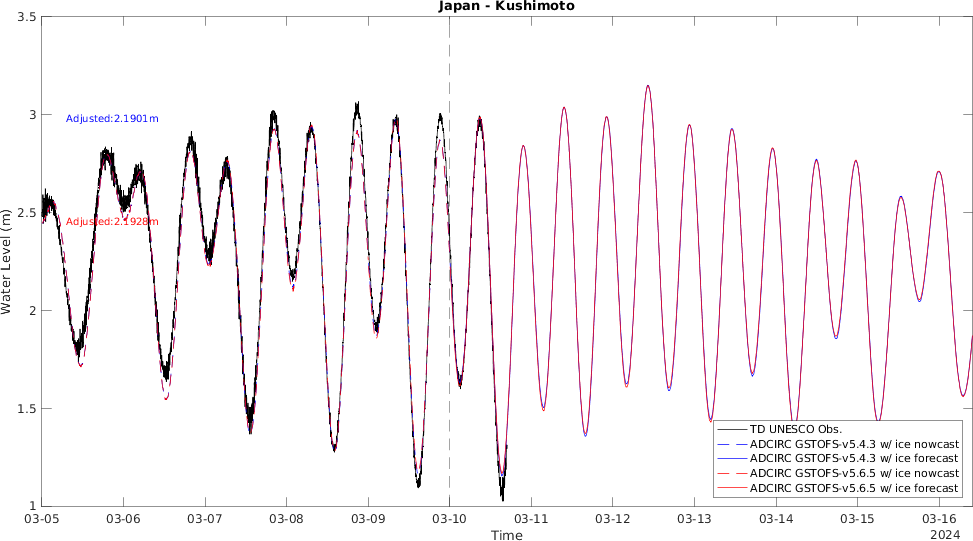 Japan - Kushimoto
3.5
3
2.5
2
1.5
1
Water Level (m)
Adjusted:2.1901m
Adjusted:2.1928m
TD UNESCO Obs.
ADCIRC GSTOFS-v5.4.3 w/ ice nowcast
ADCIRC GSTOFS-v5.4.3 w/ ice forecast
ADCIRC GSTOFS-v5.6.5 w/ ice nowcast
ADCIRC GSTOFS-v5.6.5 w/ ice forecast
03-05 03-06 03-07 03-08 03-09 03-10 03-11 03-12 03-13 03-14 03-15 03-16
Time
2024